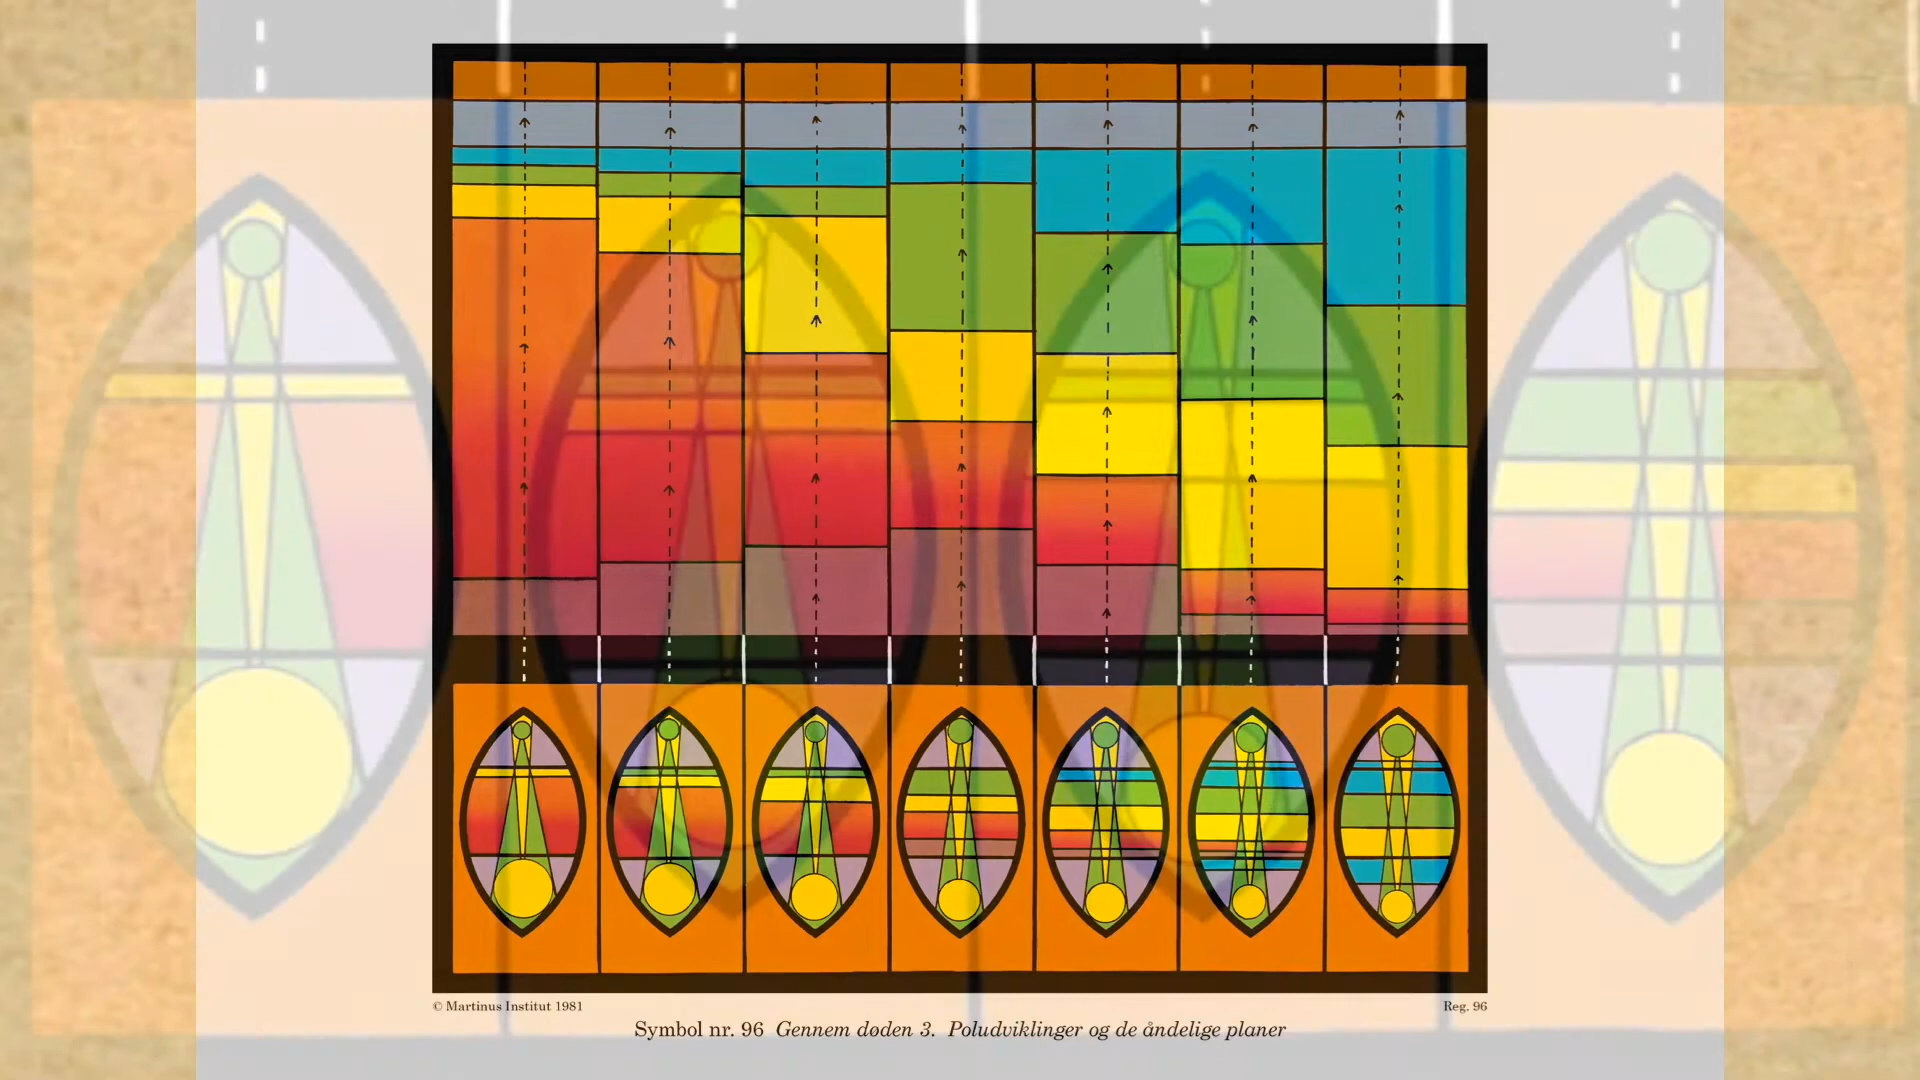 © Martinus Institut 1981
Reg. 96
Symbol nr. 96 Gennem døden 3. Poludviklinger og de åndelige planer